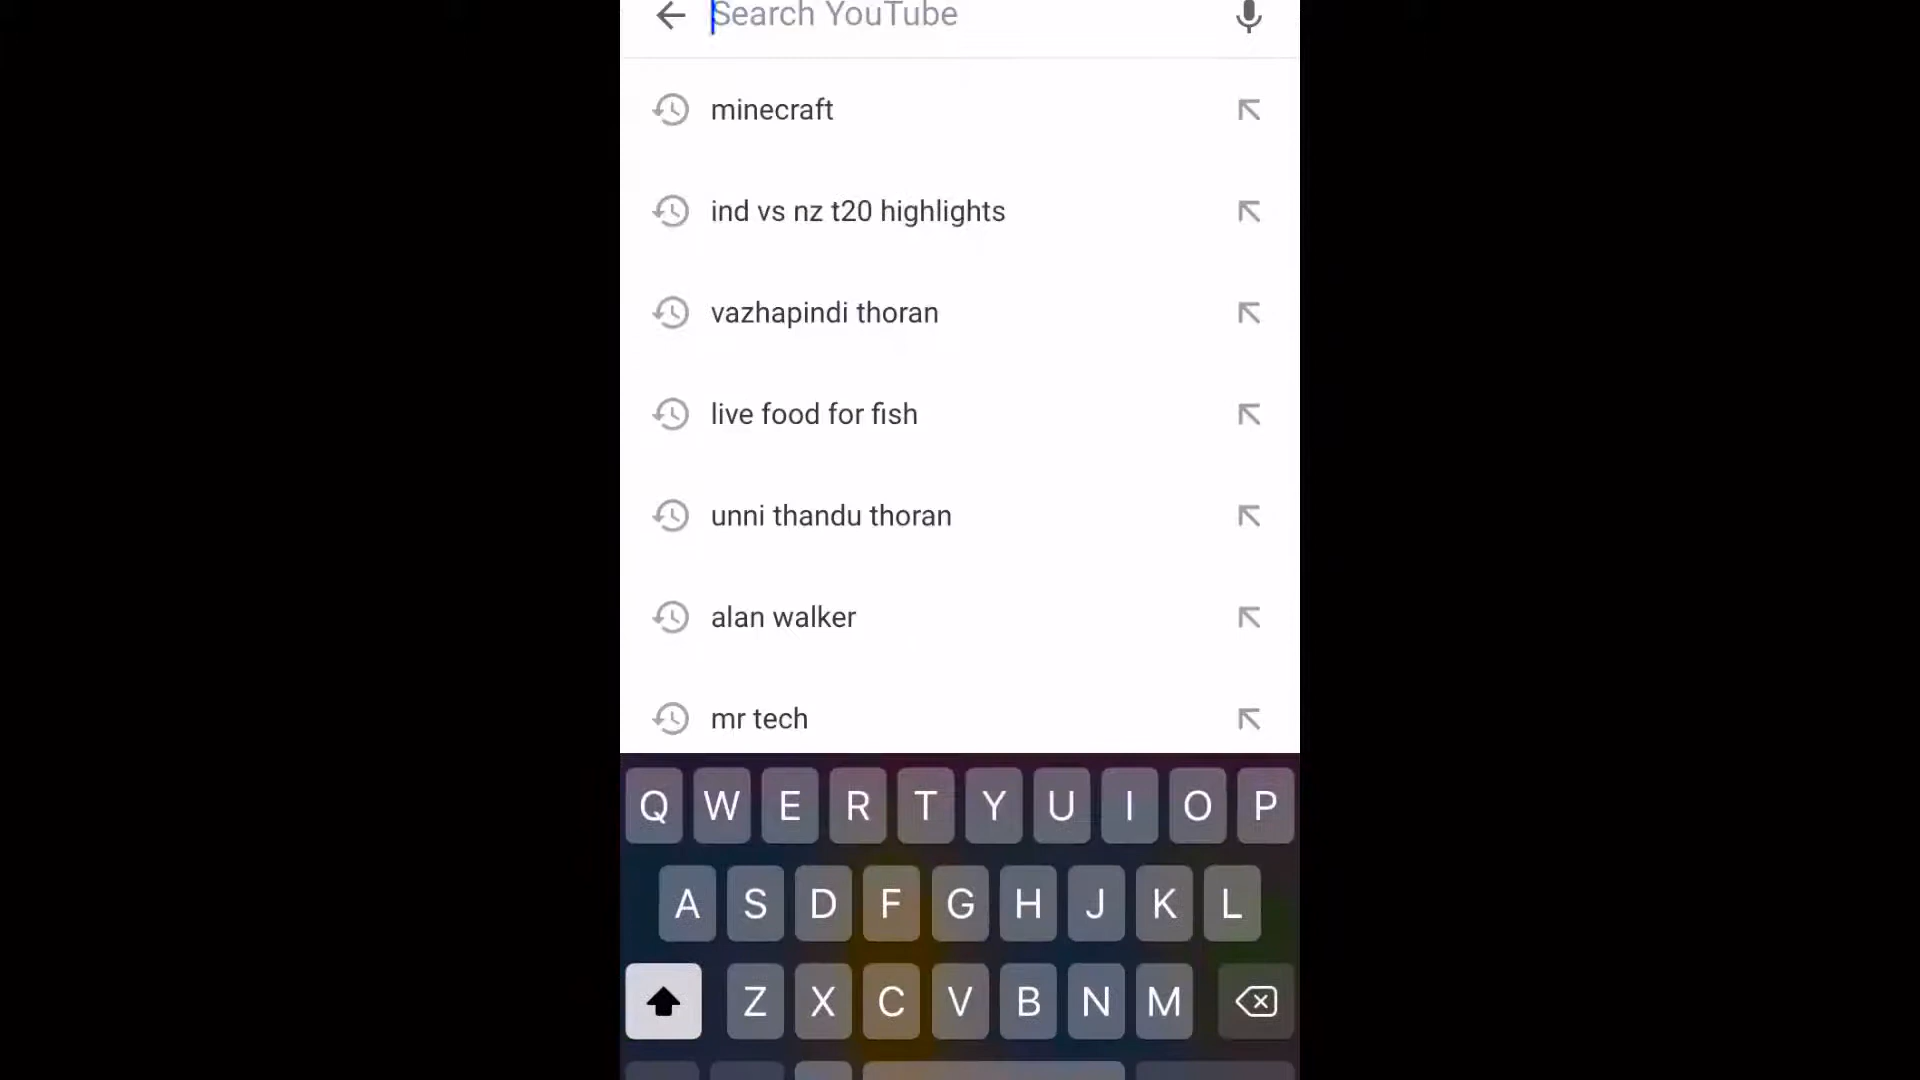 Search YouTube
minecraft
ind vs nz t20 highlights
vazhapindi thoran
live food for fish
unni thandu thoran
alan walker
mr tech
Q W E R T Y U I O P
A S D F G H J K L
Z X C V B N M